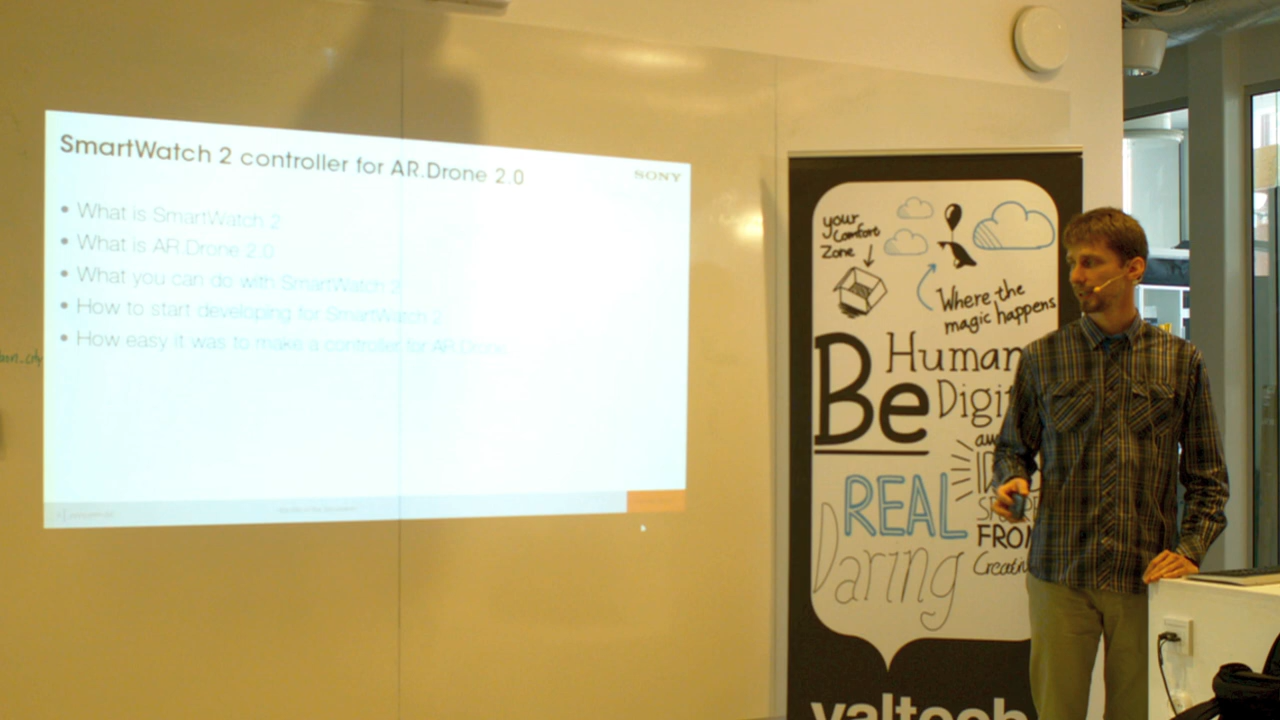 SmartWatch 2 controller for AR.Drone 2.0
SONY
• What is SmartWatch 2
• What is AR.Drone 2.0
• What you can do with SmartWatch 2
• How to start developing for SmartWatch 2
• How easy it was to make a controller for AR.Drone
your
Comfort
Zone
Where the
magic happens
Be
Human
Digit
REAL
FROM
Daring
valtech